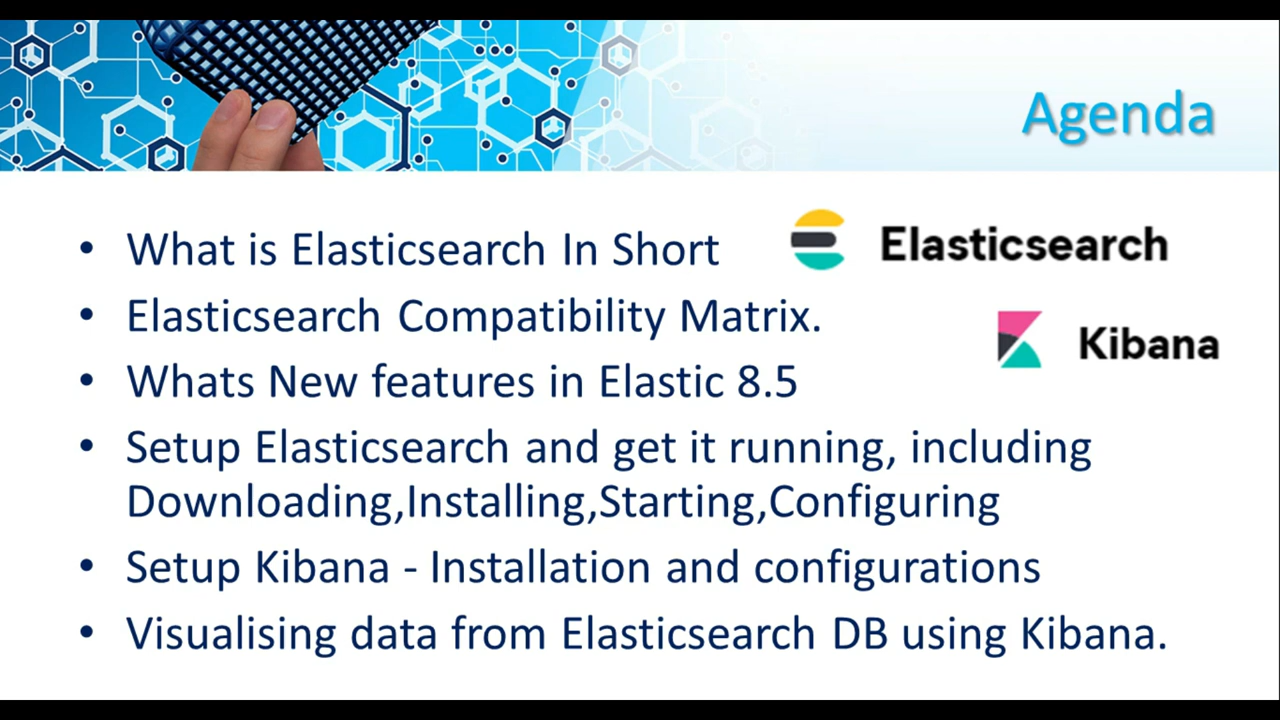 Agenda
• What is Elasticsearch In Short
Elasticsearch
• Elasticsearch Compatibility Matrix.
Kibana
• Whats New features in Elastic 8.5
• Setup Elasticsearch and get it running, including
Downloading,Installing,Starting,Configuring
• Setup Kibana - Installation and configurations
• Visualising data from Elasticsearch DB using Kibana.